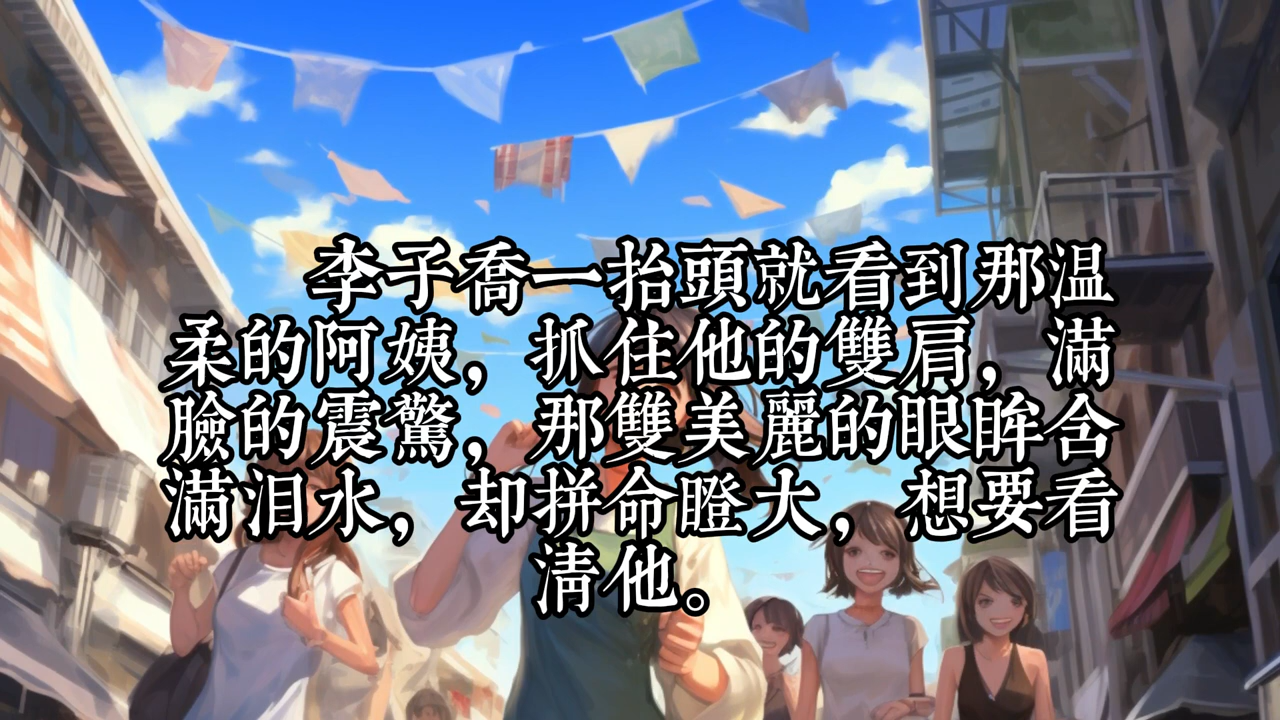 李子喬一抬頭就看到那温
柔的阿姨，抓住他的雙肩，滿
臉的震驚，那雙美麗的眼眸含
滿泪水，却拼命瞪大，想要看
淸他。